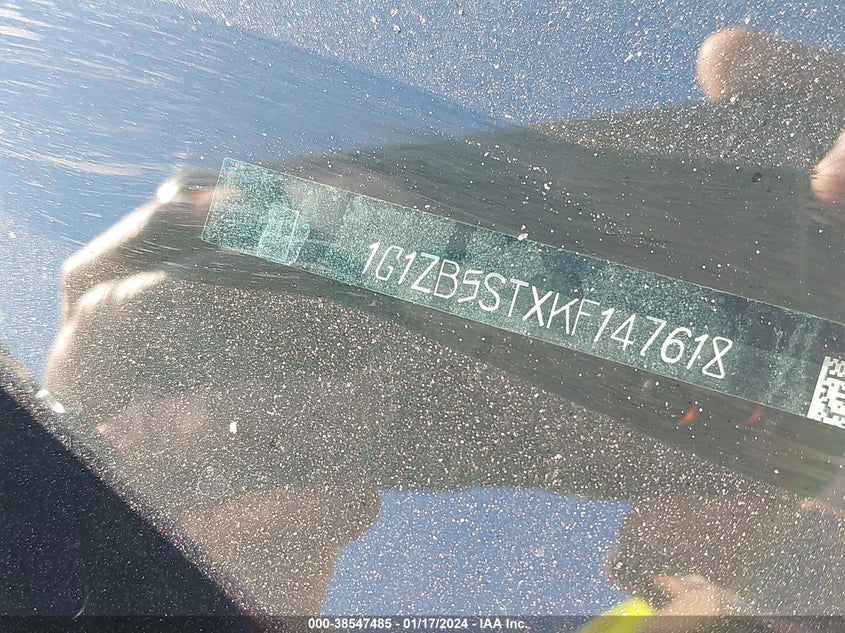 1G1ZB5STXKF147618
000-38547485 - 01/17/2024 - IAA Inc.